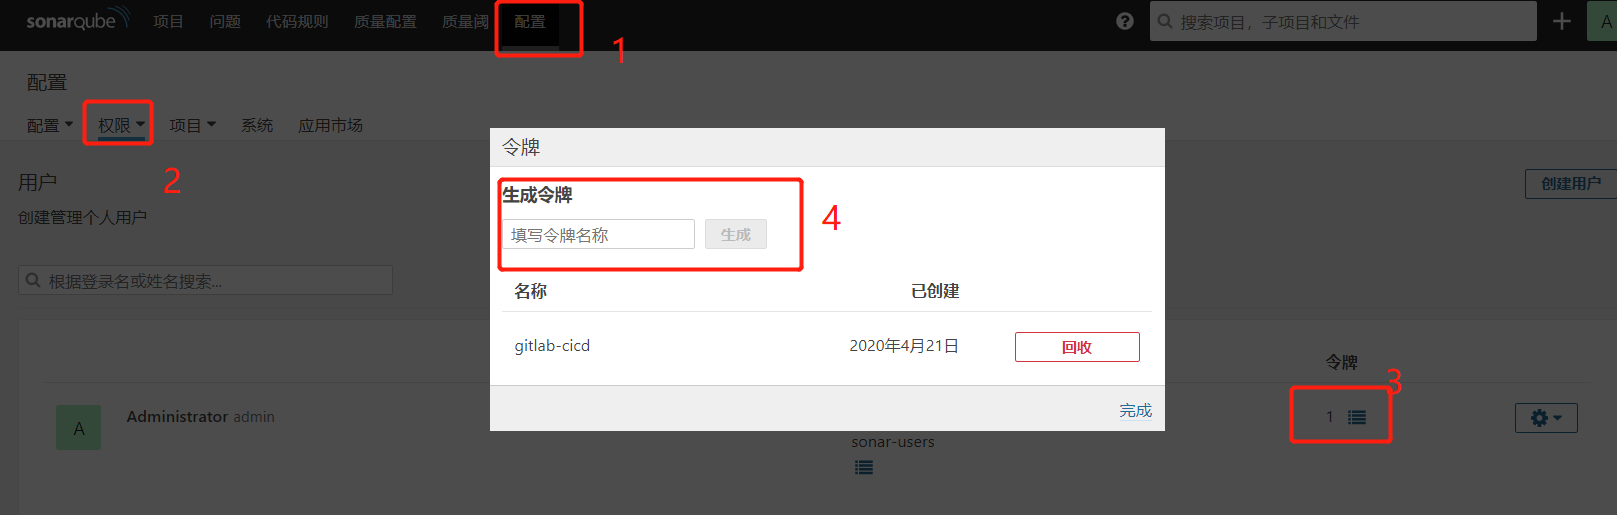 sonarqube 项目 问题 代码规则 质量配置 质量阈 配置 ? 搜索项目，子项目和文件 + A
1
配置
配置 权限 项目 系统 应用市场
2
用户
创建管理个人用户
创建用户
根据登录名或姓名搜索...
令牌
生成令牌
填写令牌名称 生成
4
名称 已创建
gitlab-cicd 2020年4月21日 回收
完成
令牌
3
A Administrator admin
sonar-users
1